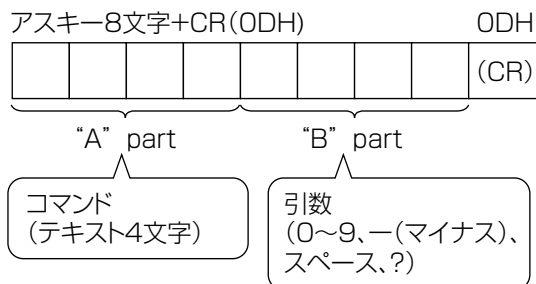 アスキー8文字+CR(0DH)
0DH
(CR)
“A” part
“B” part
コマンド
(テキスト4文字)
引数
(0〜9、ー(マイナス)、
スペース、?)